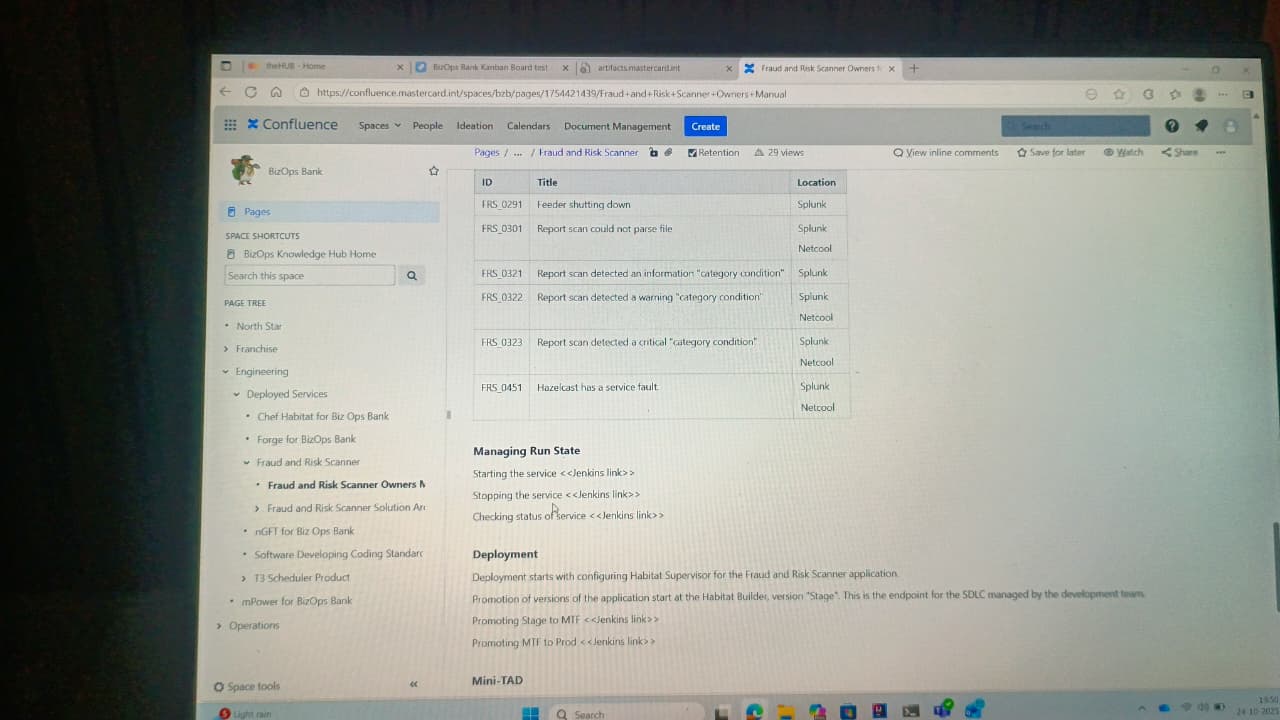 theHUB - Home
BizOps Bank Kanban Board test
artifacts.mastercard.int
Fraud and Risk Scanner Owners
https://confluence.mastercard.int/spaces/bzb/pages/1754421439/Fraud+and+Risk+Scanner+Owners+Manual
Confluence Spaces People Ideation Calendars Document Management Create Search
BizOps Bank
Pages / ... / Fraud and Risk Scanner Retention 29 views View inline comments Save for later Watch Share ...
Pages
SPACE SHORTCUTS
BizOps Knowledge Hub Home
Search this space
PAGE TREE
North Star
Franchise
Engineering
Deployed Services
Chef Habitat for Biz Ops Bank
Forge for BizOps Bank
Fraud and Risk Scanner
Fraud and Risk Scanner Owners M
Fraud and Risk Scanner Solution Arc
nGFT for Biz Ops Bank
Software Developing Coding Standard
T3 Scheduler Product
mPower for BizOps Bank
Operations
Space tools
ID Title Location
FRS_0291 Feeder shutting down Splunk
FRS_0301 Report scan could not parse file Splunk
Netcool
FRS_0321 Report scan detected an information "category condition" Splunk
FRS_0322 Report scan detected a warning "category condition" Splunk
Netcool
FRS_0323 Report scan detected a critical "category condition" Splunk
Netcool
FRS_0451 Hazelcast has a service fault. Splunk
Netcool
Managing Run State
Starting the service <<Jenkins link>>
Stopping the service <<Jenkins link>>
Checking status of service <<Jenkins link>>
Deployment
Deployment starts with configuring Habitat Supervisor for the Fraud and Risk Scanner application.
Promotion of versions of the application start at the Habitat Builder, version "Stage". This is the endpoint for the SDLC managed by the development team.
Promoting Stage to MTF <<Jenkins link>>
Promoting MTF to Prod <<Jenkins link>>
Mini-TAD
Light rain
Search
24-10-2025